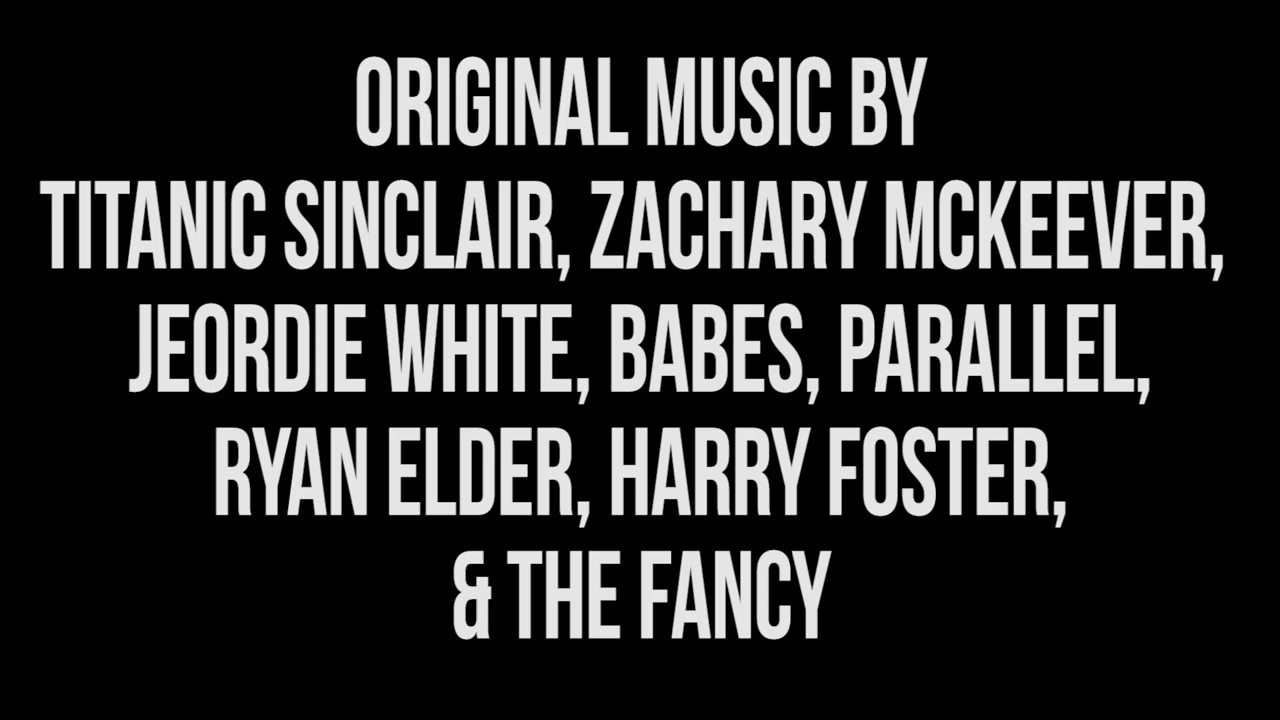 ORIGINAL MUSIC BY
TITANIC SINCLAIR, ZACHARY MCKEEVER,
JEORDIE WHITE, BABES, PARALLEL,
RYAN ELDER, HARRY FOSTER,
& THE FANCY